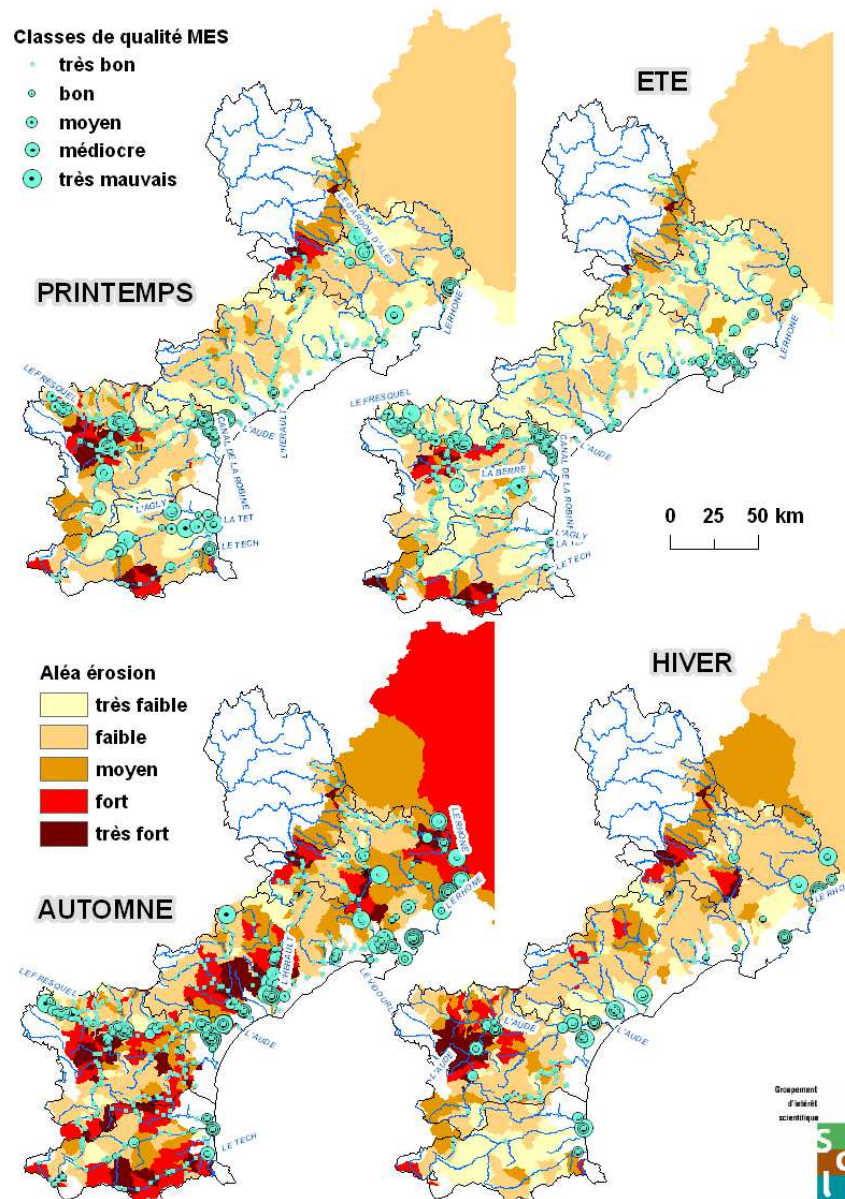 Classes de qualité MES
très bon
bon
moyen
médiocre
très mauvais
PRINTEMPS
LE GARDON D'ALES
LE RHONE
LE FRESQUEL
L'AUDE
L'HERAULT
CANAL DE LA ROBINE
L'AGLY
LA TET
LE TECH
ETE
LE RHONE
LE FRESQUEL
L'AUDE
LA BERRE
CANAL DE LA ROBINE
L'AGLY
LE TECH
0 25 50 km
Aléa érosion
très faible
faible
moyen
fort
très fort
AUTOMNE
LE RHONE
LE RHONE
L'HERAULT
LE FRESQUEL
L'AUDE
LE TECH
HIVER
L'AUDE
L'AUDE
L'AUDE
Groupement
d'intérêt
scientifique
S
o
l